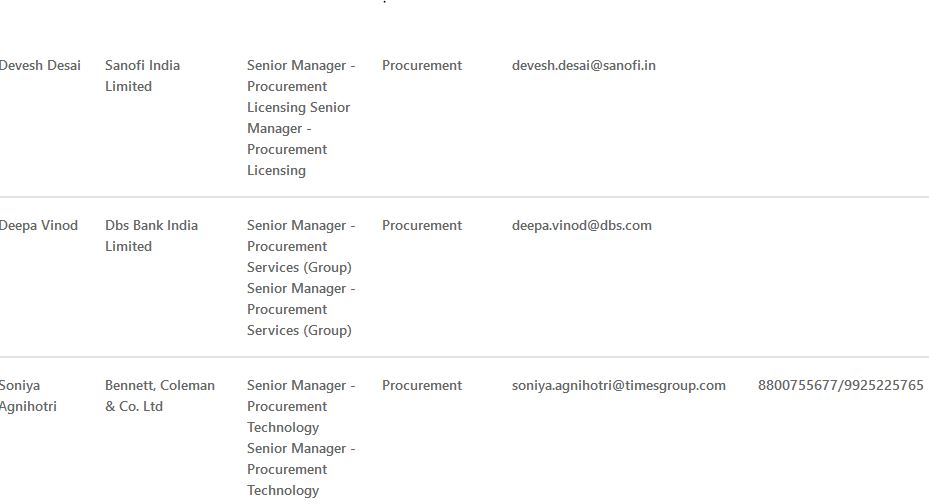 Devesh Desai Sanofi India Senior Manager - Procurement devesh.desai@sanofi.in
Limited Procurement
Licensing Senior
Manager -
Procurement
Licensing
Deepa Vinod Dbs Bank India Senior Manager - Procurement deepa.vinod@dbs.com
Limited Procurement
Services (Group)
Senior Manager -
Procurement
Services (Group)
Soniya Bennett, Coleman Senior Manager - Procurement soniya.agnihotri@timesgroup.com 8800755677/9925225765
Agnihotri & Co. Ltd Procurement
Technology
Senior Manager -
Procurement
Technology